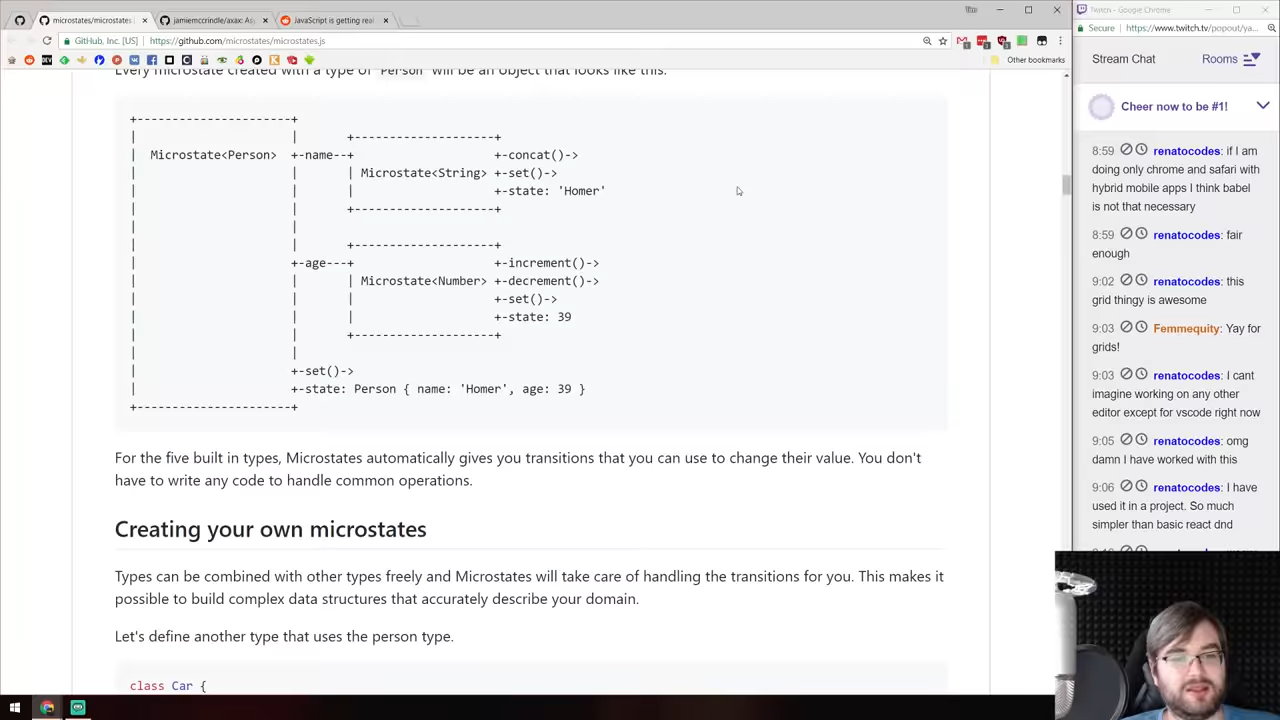 microstates/microstates
jamiemccrindle/axax: As
JavaScript is getting rea
Tim
Twitch - Google Chrome
GitHub, Inc. [US]
https://github.com/microstates/microstates.js
Secure
https://www.twitch.tv/popout/ya...
Other bookmarks
Every microstate created with a type of Person will be an object that looks like this:
+----------------------+
|                      |      +-------------------+
|  Microstate<Person>  +-name--+                   +-concat()->
|                      |      | Microstate<String> +-set()->
|                      |      |                   +-state: 'Homer'
|                      |      +-------------------+
|                      |
|                      |      +-------------------+
|                      +-age---+                   +-increment()->
|                      |      | Microstate<Number> +-decrement()->
|                      |      |                   +-set()->
|                      |      |                   +-state: 39
|                      |      +-------------------+
|                      |
|                      +-set()->
|                      +-state: Person { name: 'Homer', age: 39 }
+----------------------+
For the five built in types, Microstates automatically gives you transitions that you can use to change their value. You don't
have to write any code to handle common operations.
Creating your own microstates
Types can be combined with other types freely and Microstates will take care of handling the transitions for you. This makes it
possible to build complex data structures that accurately describe your domain.
Let's define another type that uses the person type.
class Car {
Stream Chat
Rooms
Cheer now to be #1!
8:59 renatocodes: if I am
doing only chrome and safari with
hybrid mobile apps I think babel
is not that necessary
8:59 renatocodes: fair
enough
9:02 renatocodes: this
grid thingy is awesome
9:03 Femmequity: Yay for
grids!
9:03 renatocodes: I cant
imagine working on any other
editor except for vscode right now
9:05 renatocodes: omg
damn I have worked with this
9:06 renatocodes: I have
used it in a project. So much
simpler than basic react dnd